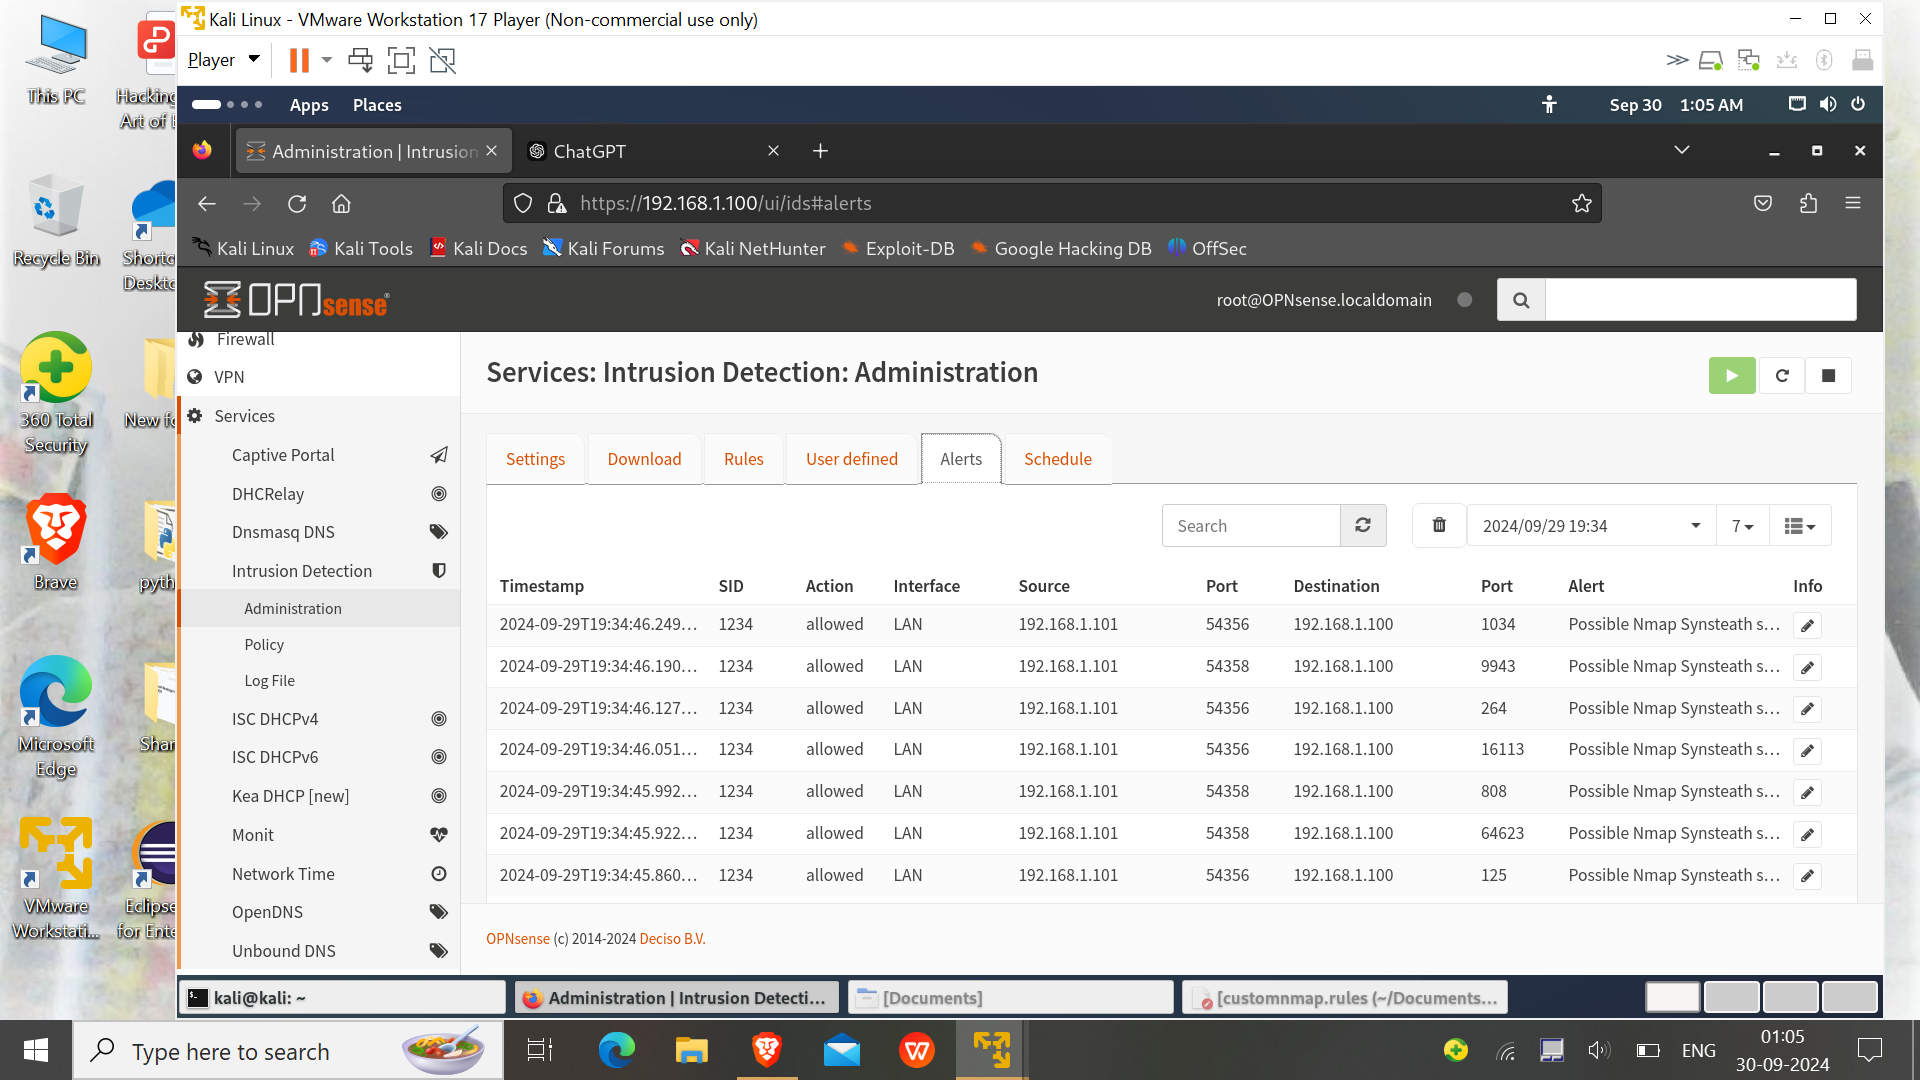 Kali Linux - VMware Workstation 17 Player (Non-commercial use only)
Player
Apps Places
Sep 30 1:05 AM
Administration | Intrusion
ChatGPT
https://192.168.1.100/ui/ids#alerts
Kali Linux Kali Tools Kali Docs Kali Forums Kali NetHunter Exploit-DB Google Hacking DB OffSec
OPNsense
root@OPNsense.localdomain
This PC
Hacking
Art of
Recycle Bin
360 Total
Security
New
Brave
Microsoft
Edge
VMware
Workstati...
Eclipse
for
Firewall
VPN
Services
Captive Portal
DHCRelay
Dnsmasq DNS
Intrusion Detection
Administration
Policy
Log File
ISC DHCPv4
ISC DHCPv6
Kea DHCP [new]
Monit
Network Time
OpenDNS
Unbound DNS
Services: Intrusion Detection: Administration
Settings Download Rules User defined Alerts Schedule
Search 2024/09/29 19:34 7
Timestamp SID Action Interface Source Port Destination Port Alert Info
2024-09-29T19:34:46.249... 1234 allowed LAN 192.168.1.101 54356 192.168.1.100 1034 Possible Nmap Synsteath s...
2024-09-29T19:34:46.190... 1234 allowed LAN 192.168.1.101 54358 192.168.1.100 9943 Possible Nmap Synsteath s...
2024-09-29T19:34:46.127... 1234 allowed LAN 192.168.1.101 54356 192.168.1.100 264 Possible Nmap Synsteath s...
2024-09-29T19:34:46.051... 1234 allowed LAN 192.168.1.101 54356 192.168.1.100 16113 Possible Nmap Synsteath s...
2024-09-29T19:34:45.992... 1234 allowed LAN 192.168.1.101 54358 192.168.1.100 808 Possible Nmap Synsteath s...
2024-09-29T19:34:45.922... 1234 allowed LAN 192.168.1.101 54358 192.168.1.100 64623 Possible Nmap Synsteath s...
2024-09-29T19:34:45.860... 1234 allowed LAN 192.168.1.101 54356 192.168.1.100 125 Possible Nmap Synsteath s...
OPNsense (c) 2014-2024 Deciso B.V.
kali@kali: ~
Administration | Intrusion Detecti...
[Documents]
[customnmap.rules (~/Documents...
Type here to search
ENG
01:05
30-09-2024